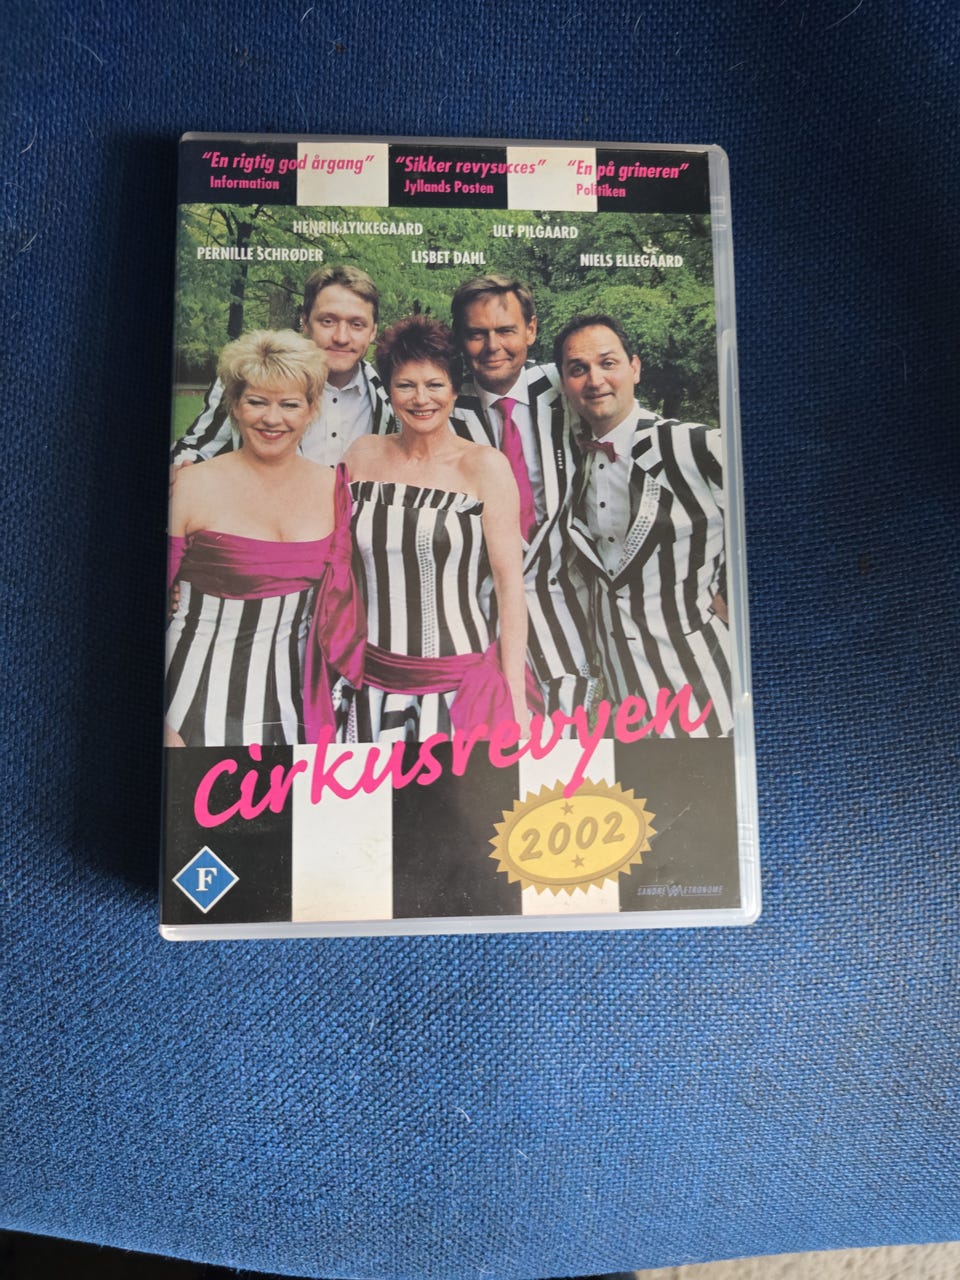 "En rigtig god årgang"
Information
"Sikker revysucces"
Jyllands Posten
"En på grineren"
Politiken
HENRIK LYKKEGAARD
ULF PILGAARD
PERNILLE SCHRØDER
LISBET DAHL
NIELS ELLEGAARD
Cirkusrevyen
2002
F
SANDREW METRONOME